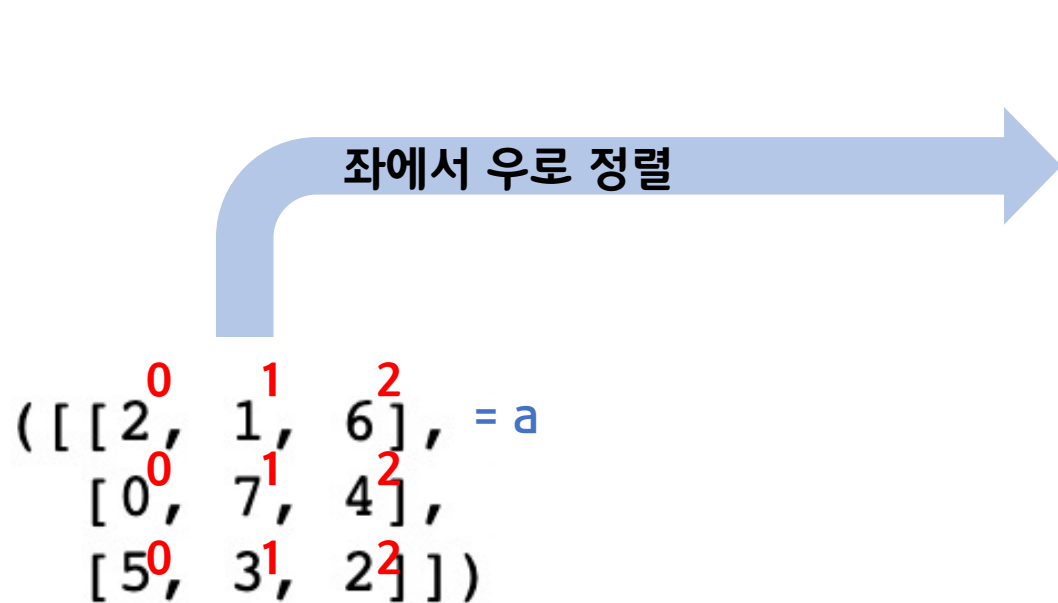 좌에서 우로 정렬
0 1 2
([[2, 1, 6], = a
0 1 2
[0, 7, 4],
0 1 2
[5, 3, 2]])